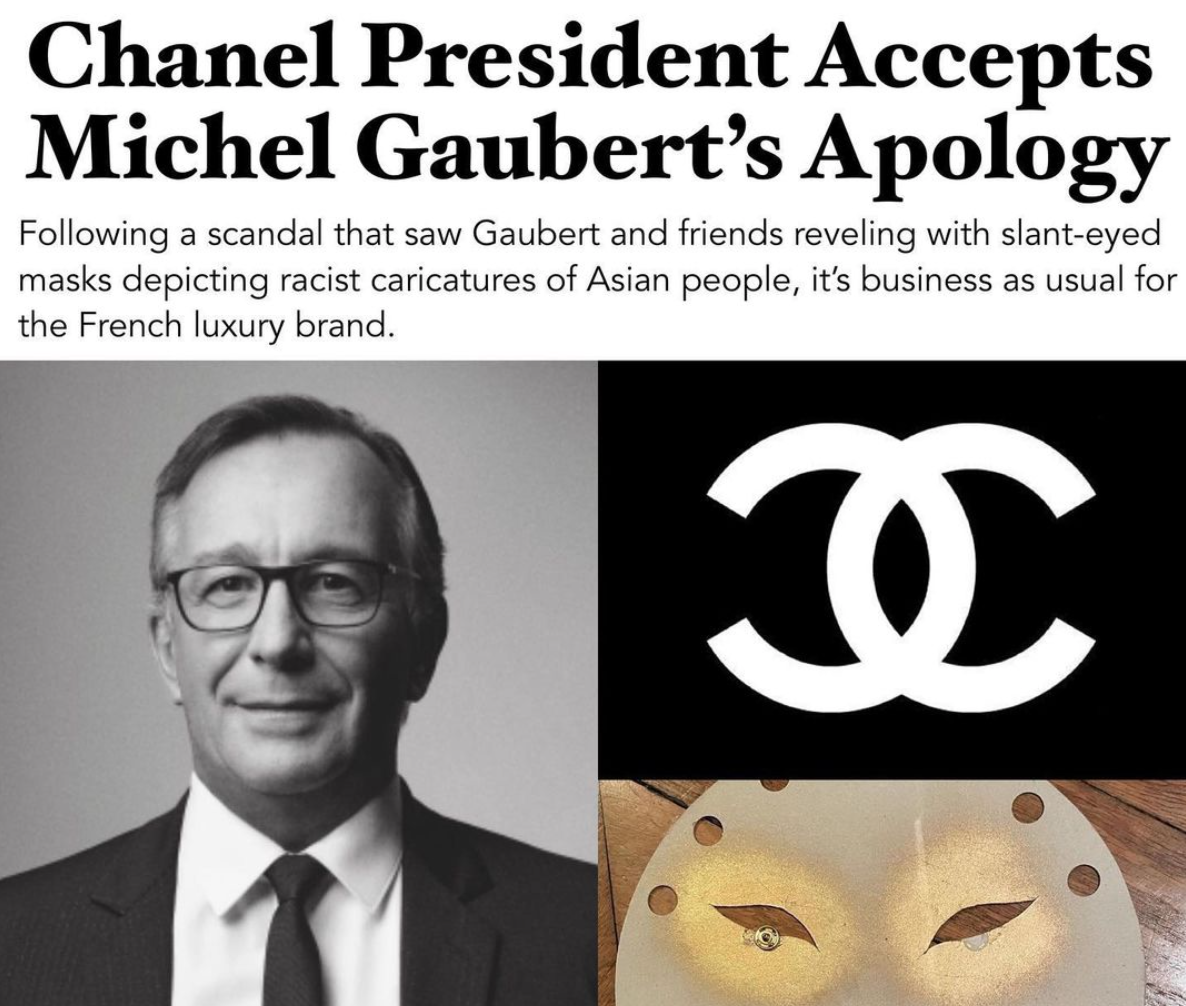 Chanel President Accepts
Michel Gaubert’s Apology
Following a scandal that saw Gaubert and friends reveling with slant-eyed
masks depicting racist caricatures of Asian people, it’s business as usual for
the French luxury brand.